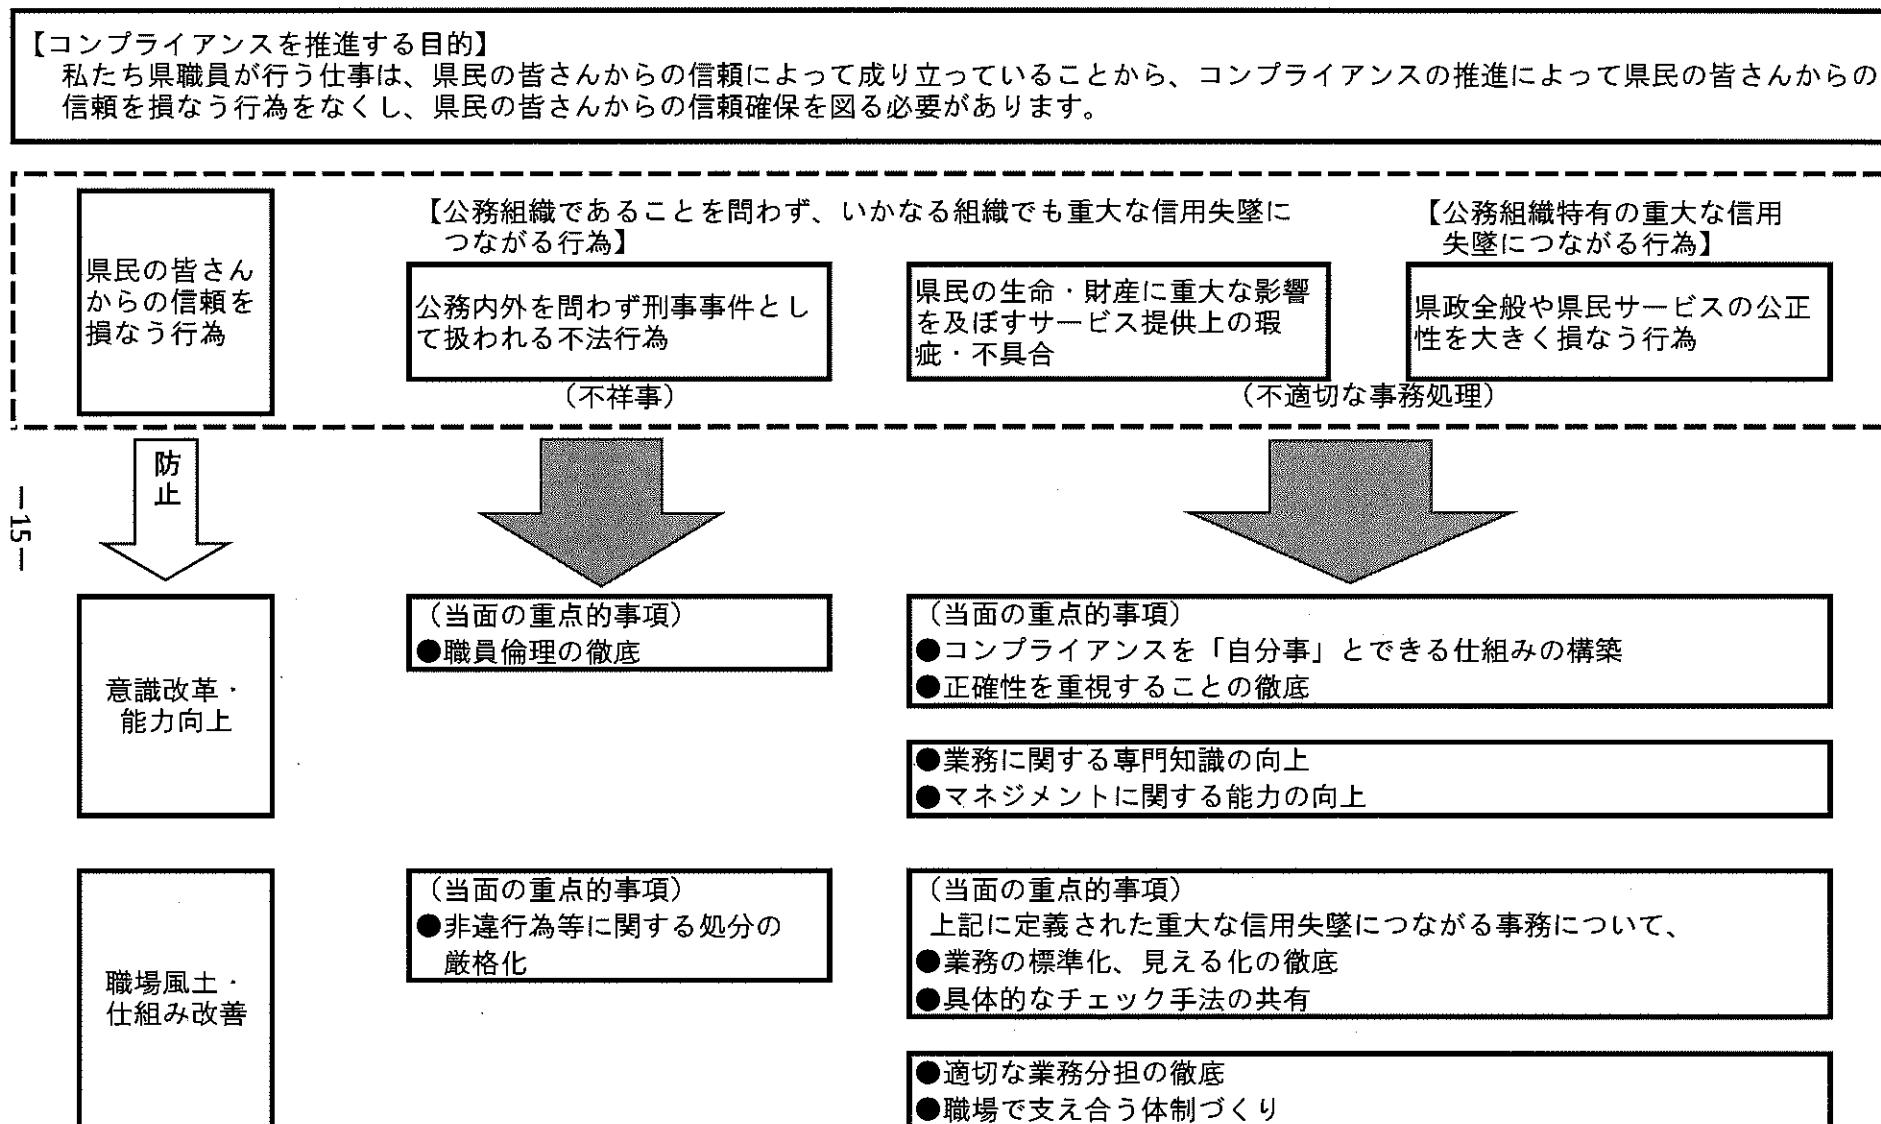 【コンプライアンスを推進する目的】
私たち県職員が行う仕事は、県民の皆さんからの信頼によって成り立っていることから、コンプライアンスの推進によって県民の皆さんからの
信頼を損なう行為をなくし、県民の皆さんからの信頼確保を図る必要があります。
県民の皆さん
からの信頼を
損なう行為
【公務組織であることを問わず、いかなる組織でも重大な信用失墜に
つながる行為】
公務内外を問わず刑事事件とし
て扱われる不法行為
（不祥事）
県民の生命・財産に重大な影響
を及ぼすサービス提供上の瑕
疵・不具合
【公務組織特有の重大な信用
失墜につながる行為】
県政全般や県民サービスの公正
性を大きく損なう行為
（不適切な事務処理）
防
止
―15―
意識改革・
能力向上
（当面の重点的事項）
●職員倫理の徹底
（当面の重点的事項）
●コンプライアンスを「自分事」とできる仕組みの構築
●正確性を重視することの徹底
●業務に関する専門知識の向上
●マネジメントに関する能力の向上
職場風土・
仕組み改善
（当面の重点的事項）
●非違行為等に関する処分の
厳格化
（当面の重点的事項）
上記に定義された重大な信用失墜につながる事務について、
●業務の標準化、見える化の徹底
●具体的なチェック手法の共有
●適切な業務分担の徹底
●職場で支え合う体制づくり